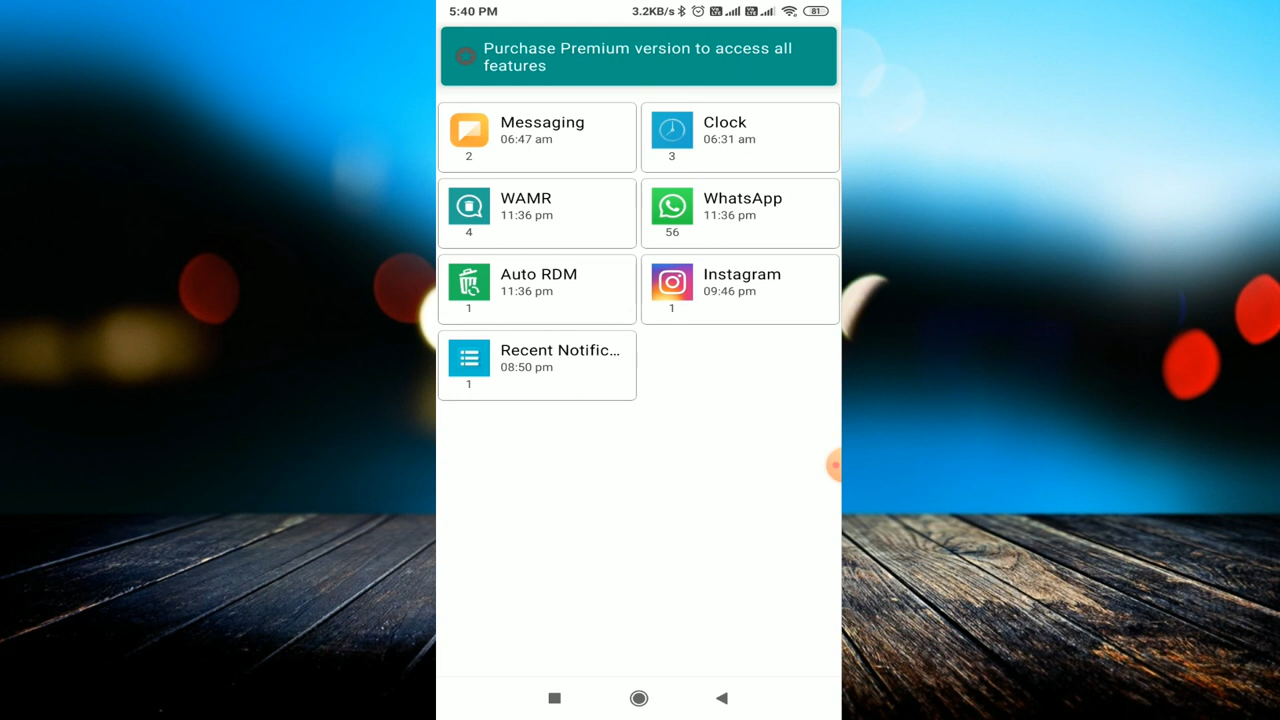 5:40 PM 3.2KB/s 81
Purchase Premium version to access all
features
Messaging
06:47 am
2
Clock
06:31 am
3
WAMR
11:36 pm
4
WhatsApp
11:36 pm
56
Auto RDM
11:36 pm
1
Instagram
09:46 pm
1
Recent Notific...
08:50 pm
1